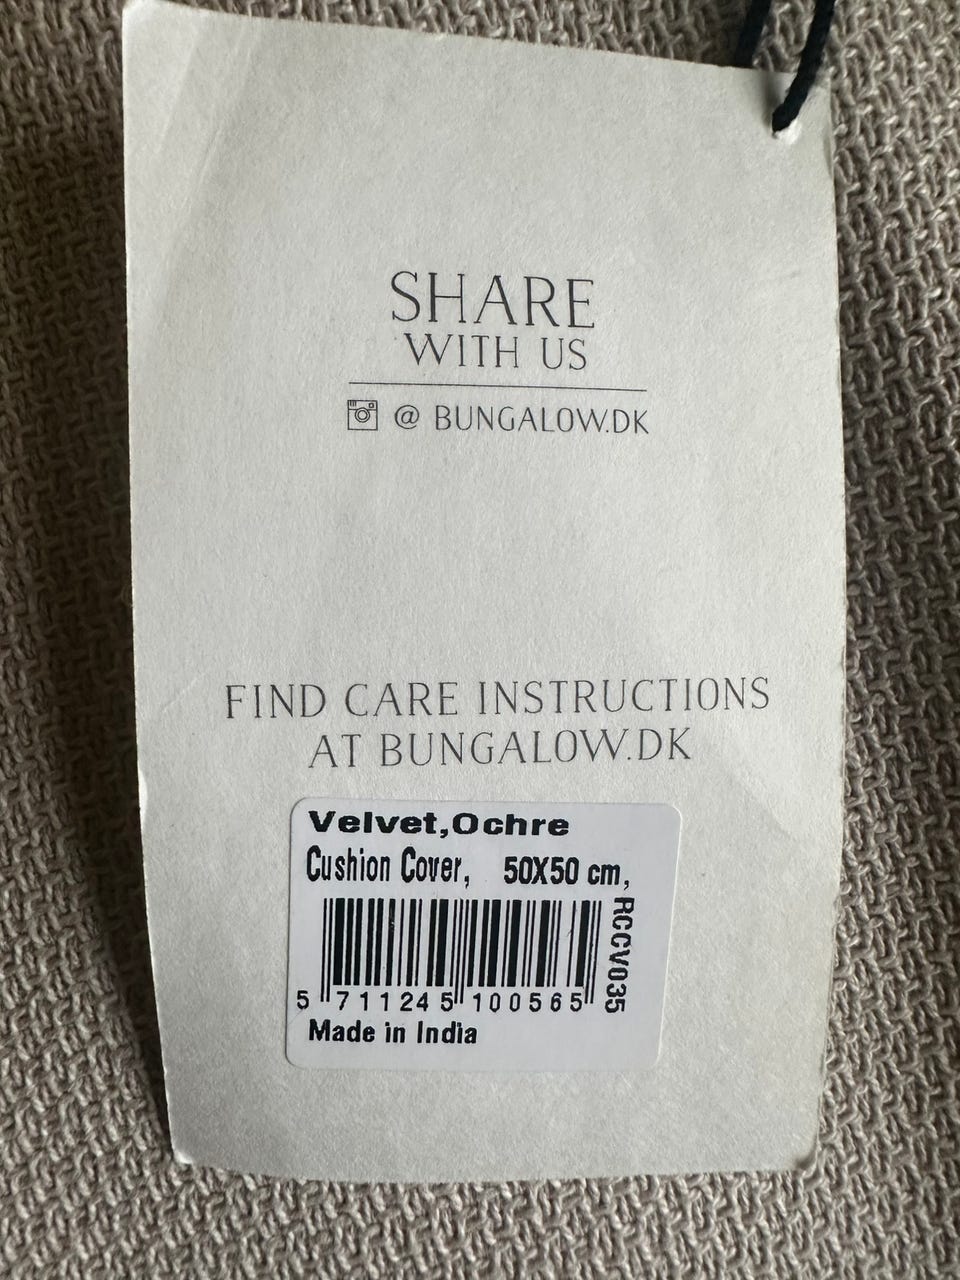 SHARE
WITH US
@ BUNGALOW.DK
FIND CARE INSTRUCTIONS
AT BUNGALOW.DK
Velvet,Ochre
Cushion Cover, 50X50 cm,
RCCV035
5 711245 100565
Made in India